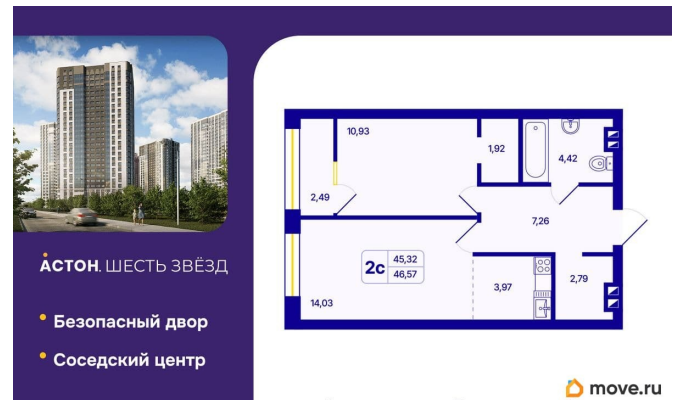 АСТОН. ШЕСТЬ ЗВЁЗД
Безопасный двор
Соседский центр
10,93
1,92
4,42
2,49
7,26
2с
45,32
46,57
3,97
2,79
14,03
move.ru